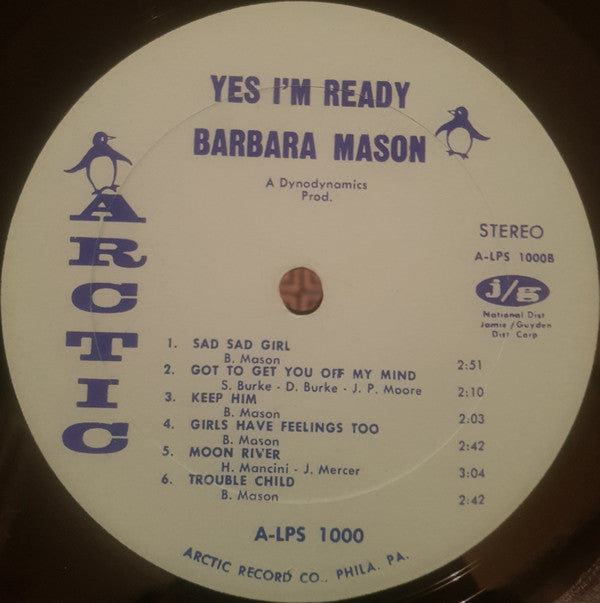 YES I'M READY
BARBARA MASON
A Dynodynamics
Prod.
ARCTIC
STEREO
A-LPS 1000B
j/g
National Dist
Jamie/Guyden
Dist Corp
1. SAD SAD GIRL
B. Mason 2:51
2. GOT TO GET YOU OFF MY MIND
S. Burke - D. Burke - J. P. Moore 2:10
3. KEEP HIM
B. Mason 2:03
4. GIRLS HAVE FEELINGS TOO
B. Mason 2:42
5. MOON RIVER
H. Mancini - J. Mercer 3:04
6. TROUBLE CHILD
B. Mason 2:42
A-LPS 1000
ARCTIC RECORD CO., PHILA. PA.